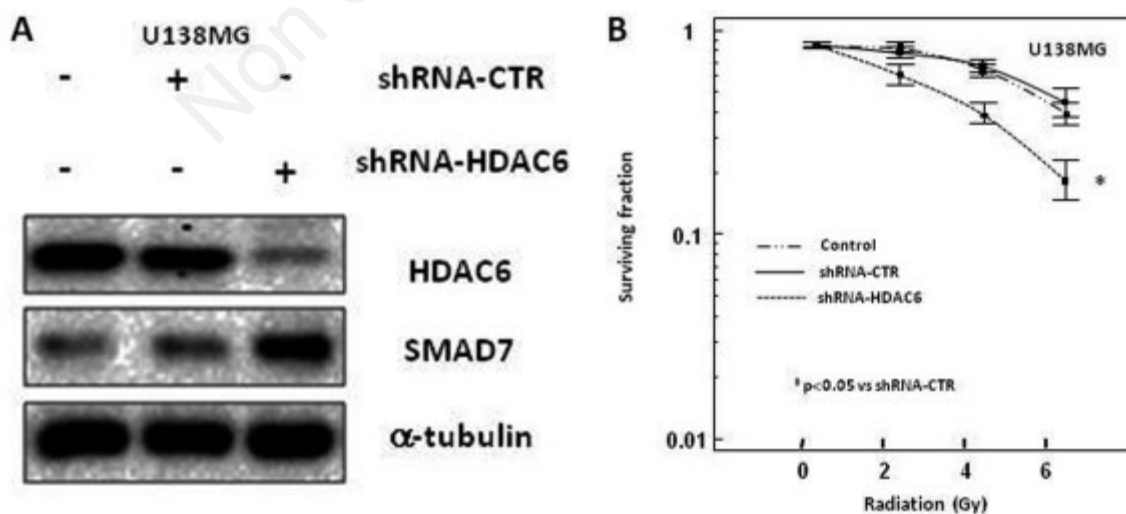 Non
A
U138MG
- + - shRNA-CTR
- - + shRNA-HDAC6
HDAC6
SMAD7
α-tubulin
B
U138MG
1
0.1
0.01
Surviving fraction
Control
shRNA-CTR
shRNA-HDAC6
*
* p<0.05 vs shRNA-CTR
0 2 4 6
Radiation (Gy)